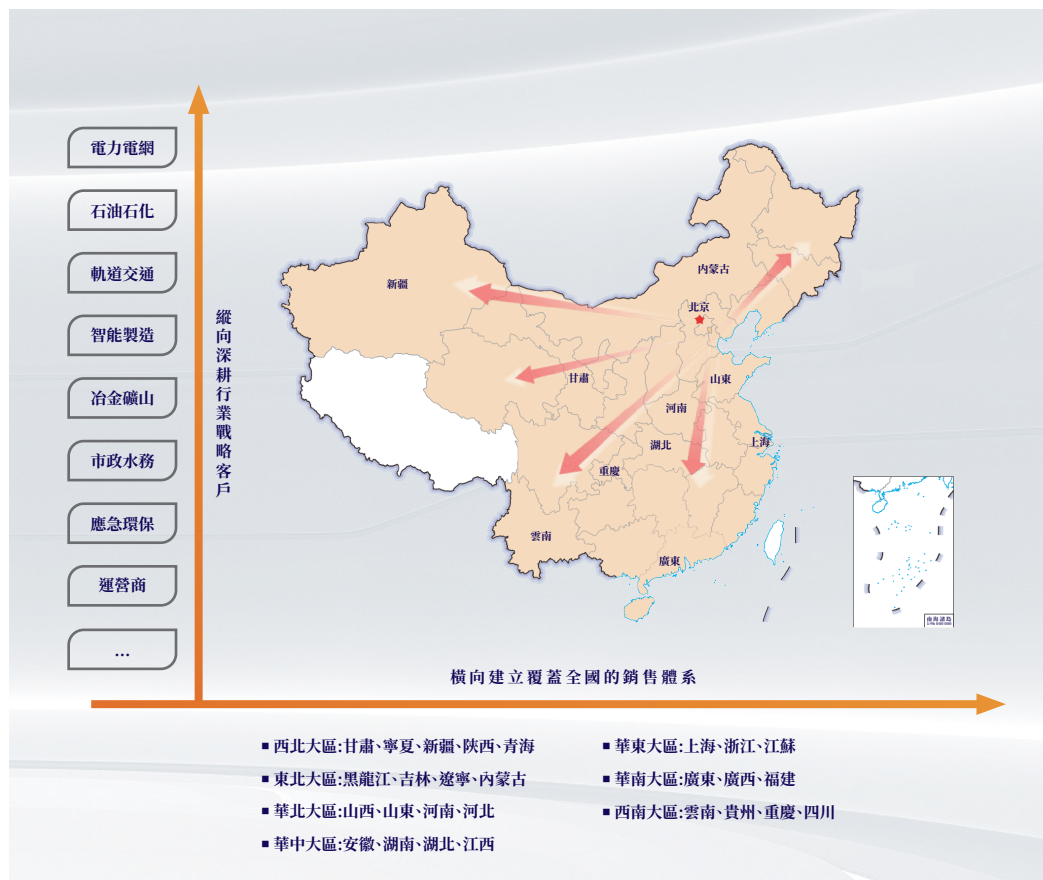 電力電網
石油石化
軌道交通
智能製造
冶金礦山
市政水務
應急環保
運營商
...
縱向深耕行業戰略客戶
內蒙古
新疆
北京
甘肅
山東
河南
湖北
上海
重慶
雲南
廣東
南海諸島
橫向建立覆蓋全國的銷售體系
■ 西北大區:甘肅、寧夏、新疆、陝西、青海
■ 東北大區:黑龍江、吉林、遼寧、內蒙古
■ 華北大區:山西、山東、河南、河北
■ 華中大區:安徽、湖南、湖北、江西
■ 華東大區:上海、浙江、江蘇
■ 華南大區:廣東、廣西、福建
■ 西南大區:雲南、貴州、重慶、四川